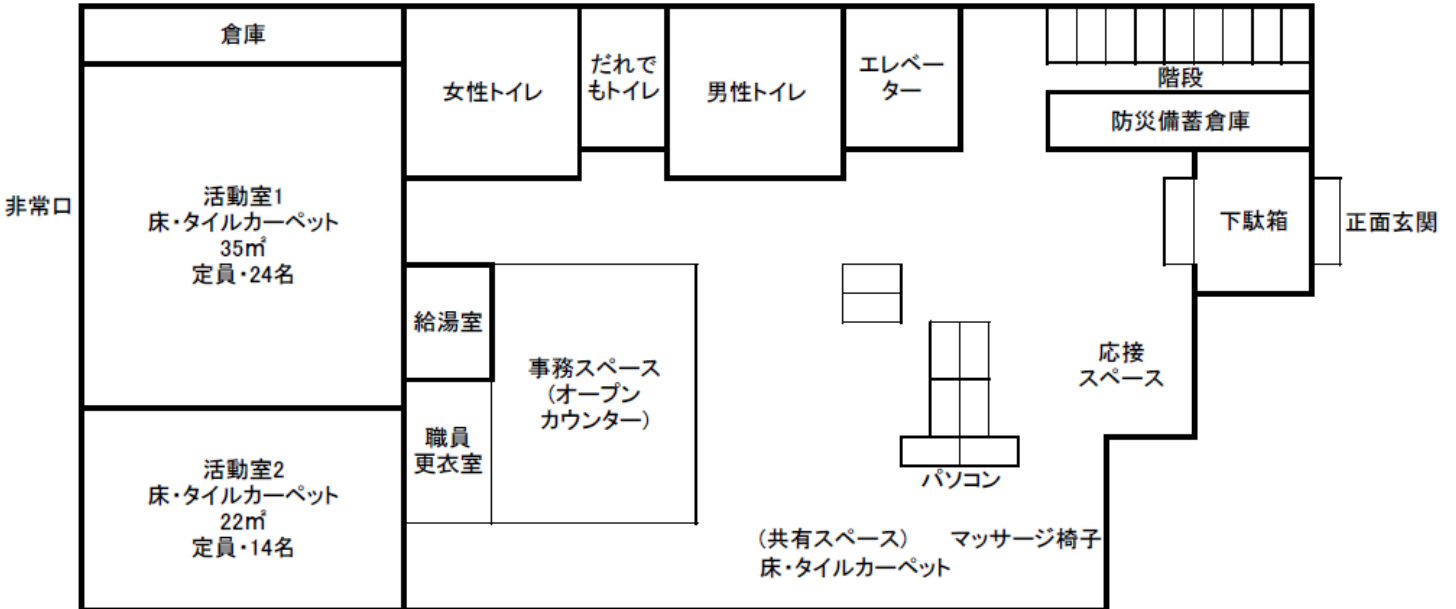 倉庫
女性トイレ
だれで
もトイレ
男性トイレ
エレベー
ター
階段
防災備蓄倉庫
非常口
活動室1
床・タイルカーペット
35㎡
定員・24名
下駄箱
正面玄関
給湯室
事務スペース
(オープン
カウンター)
応接
スペース
職員
更衣室
活動室2
床・タイルカーペット
22㎡
定員・14名
パソコン
(共有スペース)
床・タイルカーペット
マッサージ椅子